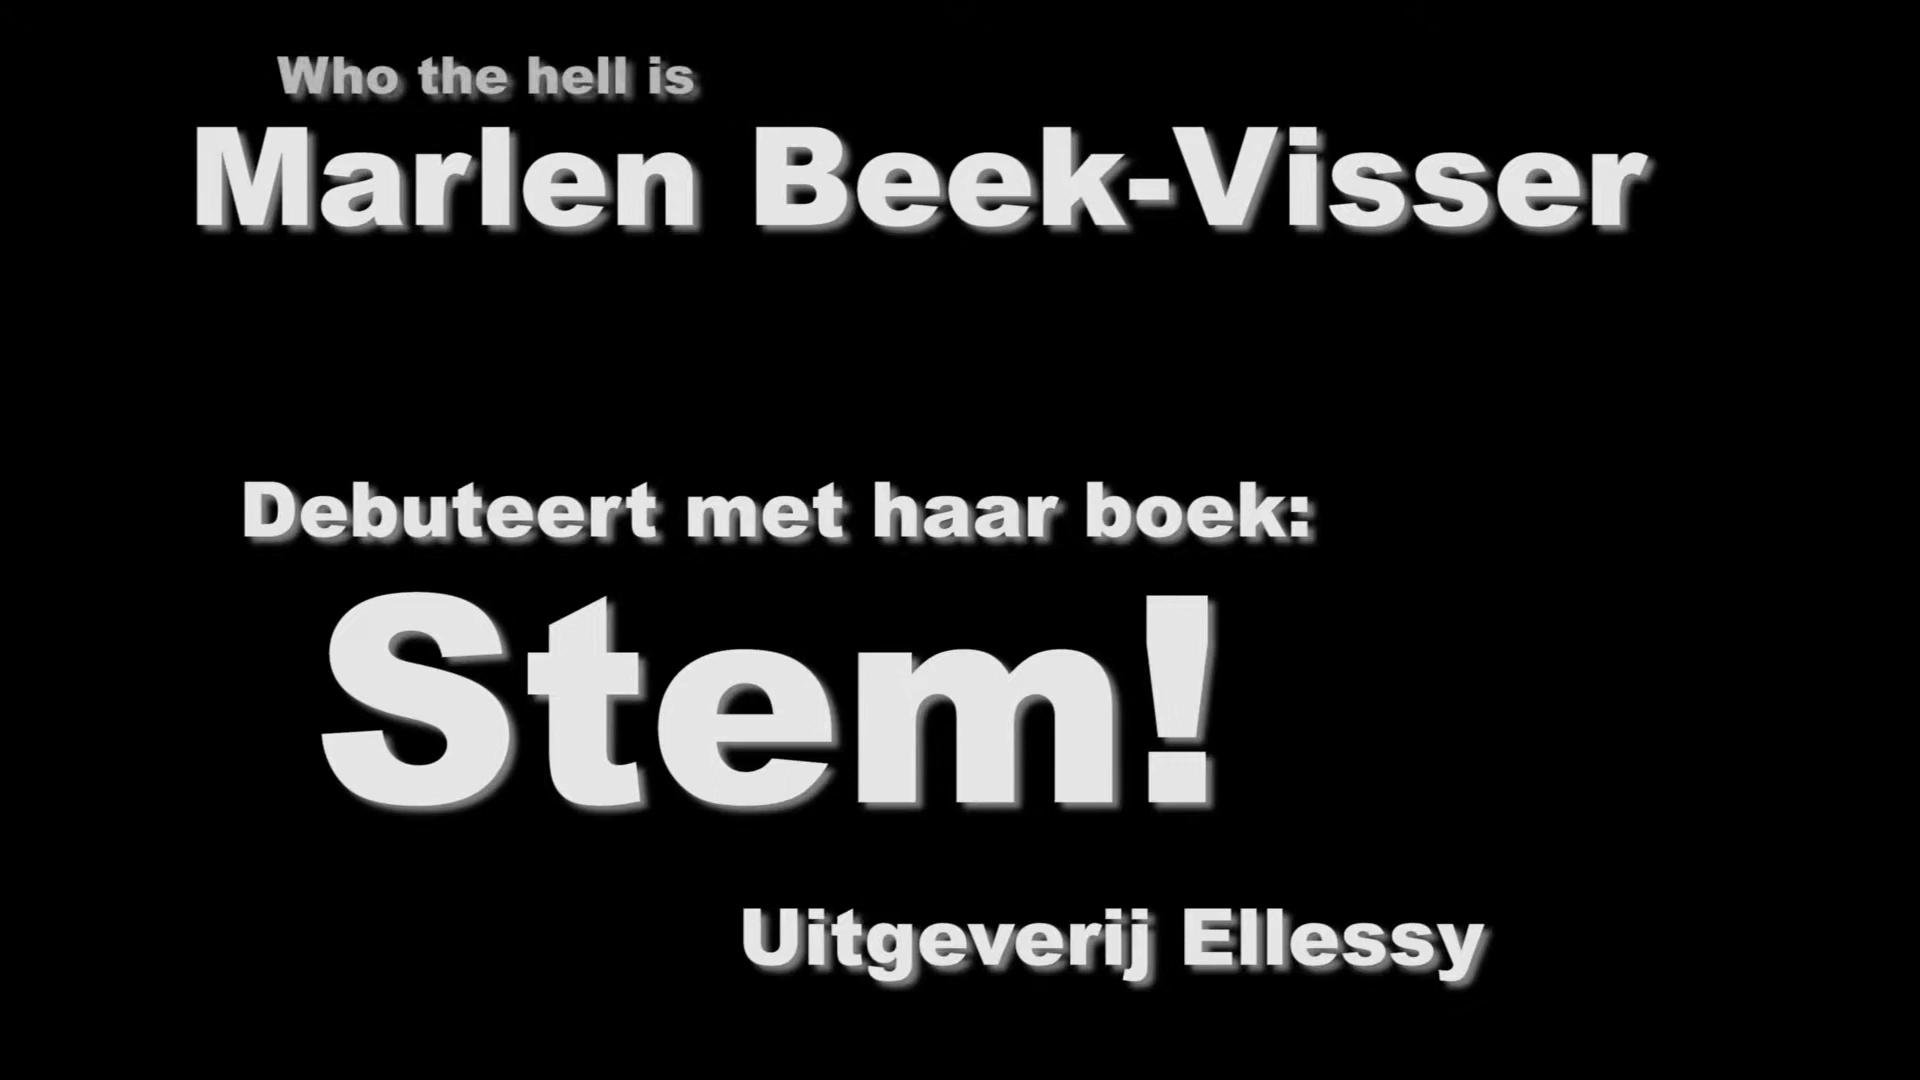 Who the hell is
Marlen Beek-Visser
Debuteert met haar boek:
Stem!
Uitgeverij Ellessy